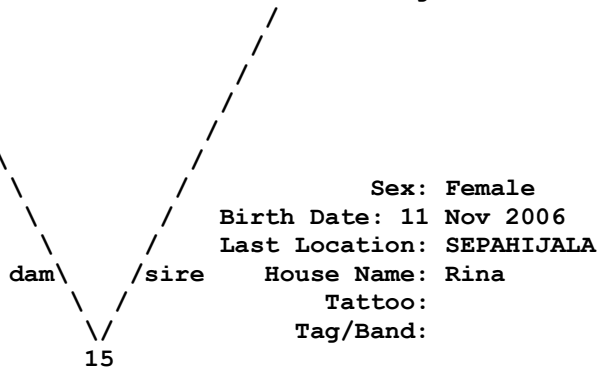 Sex: Female
Birth Date: 11 Nov 2006
Last Location: SEPAHIJALA
dam\ /sire House Name: Rina
Tattoo:
Tag/Band:
15